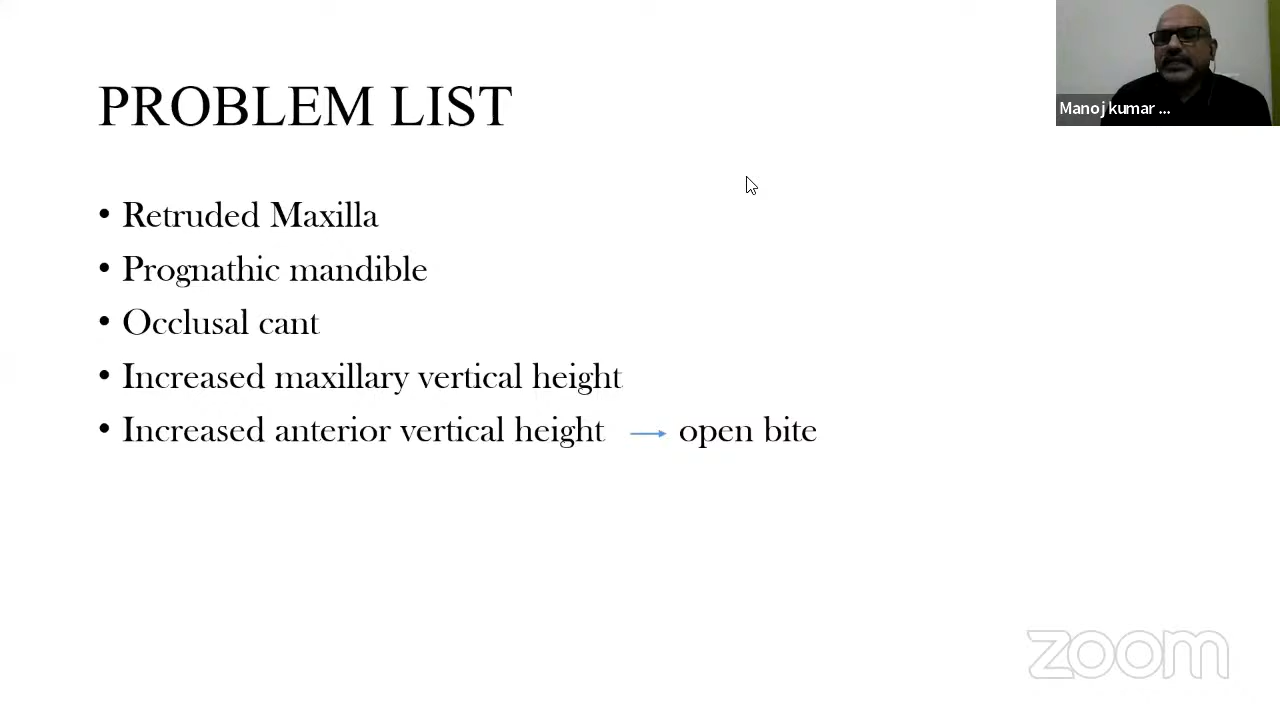 PROBLEM LIST
Manoj kumar ...
• Retruded Maxilla
• Prognathic mandible
• Occlusal cant
• Increased maxillary vertical height
• Increased anterior vertical height → open bite
zoom